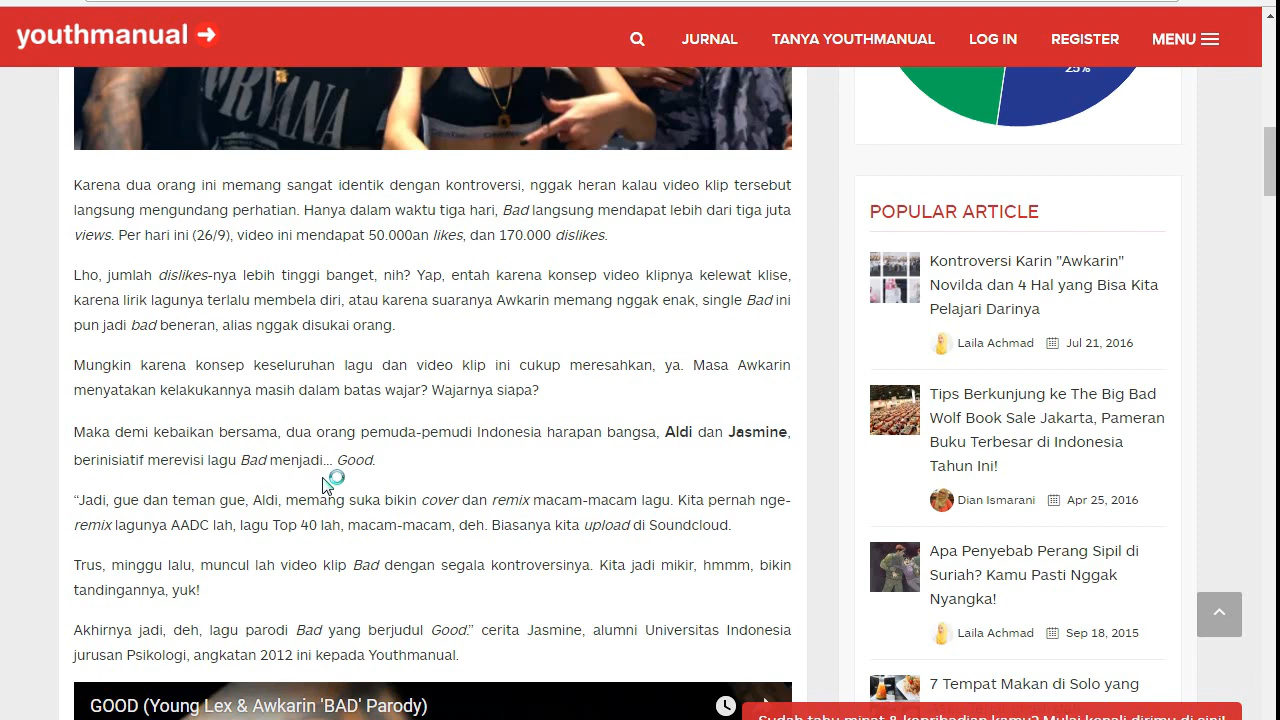 youthmanual
JURNAL
TANYA YOUTHMANUAL
LOG IN
REGISTER
MENU
NIRVANA
Karena dua orang ini memang sangat identik dengan kontroversi, nggak heran kalau video klip tersebut
langsung mengundang perhatian. Hanya dalam waktu tiga hari, Bad langsung mendapat lebih dari tiga juta
views. Per hari ini (26/9), video ini mendapat 50.000an likes, dan 170.000 dislikes.
Lho, jumlah dislikes-nya lebih tinggi banget, nih? Yap, entah karena konsep video klipnya kelewat klise,
karena lirik lagunya terlalu membela diri, atau karena suaranya Awkarin memang nggak enak, single Bad ini
pun jadi bad beneran, alias nggak disukai orang.
Mungkin karena konsep keseluruhan lagu dan video klip ini cukup meresahkan, ya. Masa Awkarin
menyatakan kelakukannya masih dalam batas wajar? Wajarnya siapa?
Maka demi kebaikan bersama, dua orang pemuda-pemudi Indonesia harapan bangsa, Aldi dan Jasmine,
berinisiatif merevisi lagu Bad menjadi... Good.
“Jadi, gue dan teman gue, Aldi, memang suka bikin cover dan remix macam-macam lagu. Kita pernah nge-
remix lagunya AADC lah, lagu Top 40 lah, macam-macam, deh. Biasanya kita upload di Soundcloud.
Trus, minggu lalu, muncul lah video klip Bad dengan segala kontroversinya. Kita jadi mikir, hmmm, bikin
tandingannya, yuk!
Akhirnya jadi, deh, lagu parodi Bad yang berjudul Good.” cerita Jasmine, alumni Universitas Indonesia
jurusan Psikologi, angkatan 2012 ini kepada Youthmanual.
GOOD (Young Lex & Awkarin 'BAD' Parody)
25%
POPULAR ARTICLE
Kontroversi Karin "Awkarin"
Novilda dan 4 Hal yang Bisa Kita
Pelajari Darinya
Laila Achmad Jul 21, 2016
Tips Berkunjung ke The Big Bad
Wolf Book Sale Jakarta, Pameran
Buku Terbesar di Indonesia
Tahun Ini!
Dian Ismarani Apr 25, 2016
Apa Penyebab Perang Sipil di
Suriah? Kamu Pasti Nggak
Nyangka!
Laila Achmad Sep 18, 2015
7 Tempat Makan di Solo yang
Sudah tahu minat & kepribadian kamu? Mulai kenali dirimu di sini!